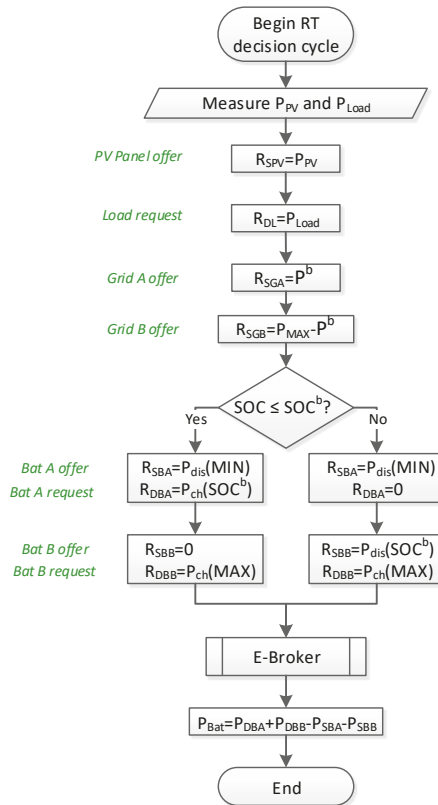 Begin RT
decision cycle
Measure P_PV and P_Load
PV Panel offer
R_SPV=P_PV
Load request
R_DL=P_Load
Grid A offer
R_SGA=P^b
Grid B offer
R_SGB=P_MAX-P^b
SOC ≤ SOC^b?
Yes
No
Bat A offer
Bat A request
R_SBA=P_dis(MIN)
R_DBA=P_ch(SOC^b)
R_SBA=P_dis(MIN)
R_DBA=0
Bat B offer
Bat B request
R_SBB=0
R_DBB=P_ch(MAX)
R_SBB=P_dis(SOC^b)
R_DBB=P_ch(MAX)
E-Broker
P_Bat=P_DBA+P_DBB-P_SBA-P_SBB
End